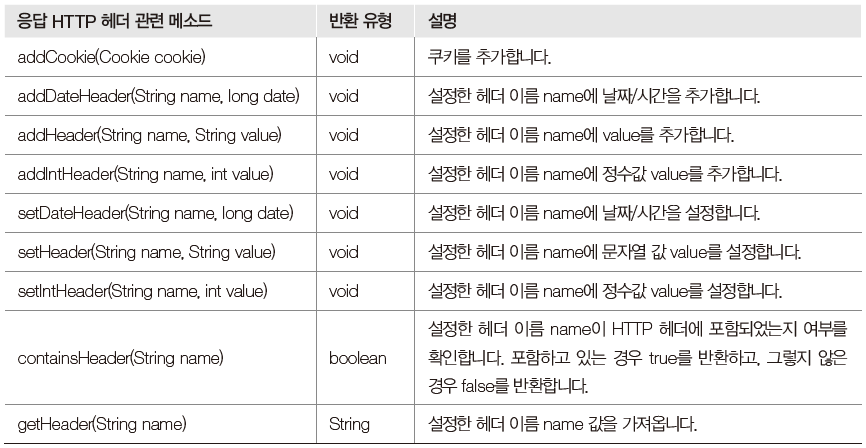 응답 HTTP 헤더 관련 메소드 반환 유형 설명
addCookie(Cookie cookie) void 쿠키를 추가합니다.
addDateHeader(String name, long date) void 설정한 헤더 이름 name에 날짜/시간을 추가합니다.
addHeader(String name, String value) void 설정한 헤더 이름 name에 value를 추가합니다.
addIntHeader(String name, int value) void 설정한 헤더 이름 name에 정수값 value를 추가합니다.
setDateHeader(String name, long date) void 설정한 헤더 이름 name에 날짜/시간을 설정합니다.
setHeader(String name, String value) void 설정한 헤더 이름 name에 문자열 값 value를 설정합니다.
setIntHeader(String name, int value) void 설정한 헤더 이름 name에 정수값 value를 설정합니다.
containsHeader(String name) boolean 설정한 헤더 이름 name이 HTTP 헤더에 포함되었는지 여부를
확인합니다. 포함하고 있는 경우 true를 반환하고, 그렇지 않은
경우 false를 반환합니다.
getHeader(String name) String 설정한 헤더 이름 name 값을 가져옵니다.